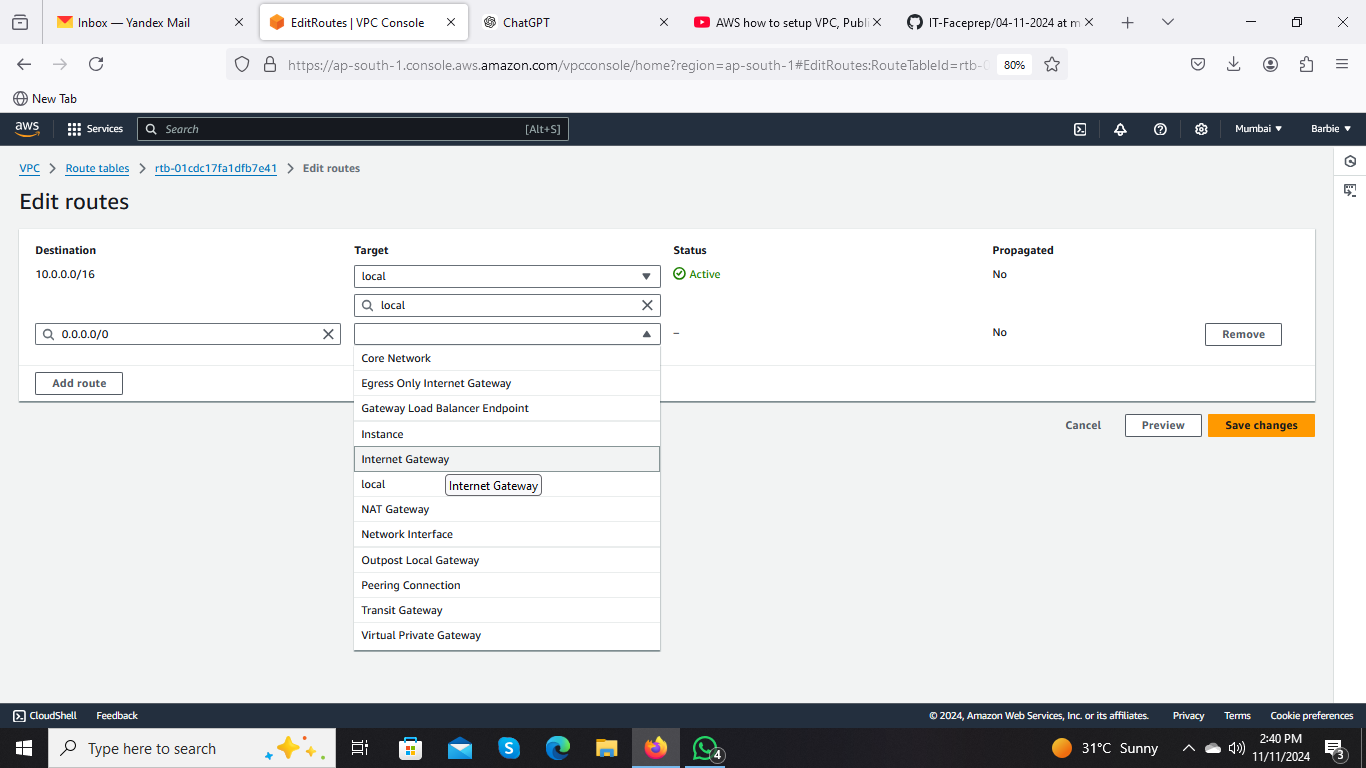 Inbox — Yandex Mail
EditRoutes | VPC Console
ChatGPT
AWS how to setup VPC, Publ
IT-Faceprep/04-11-2024 at m
https://ap-south-1.console.aws.amazon.com/vpcconsole/home?region=ap-south-1#EditRoutes:RouteTableId=rtb-0
80%
New Tab
aws
Services
Search
[Alt+S]
Mumbai
Barbie
VPC
Route tables
rtb-01cdc17fa1dfb7e41
Edit routes
Edit routes
Destination
Target
Status
Propagated
10.0.0.0/16
local
Active
No
local
0.0.0.0/0
–
No
Remove
Core Network
Egress Only Internet Gateway
Gateway Load Balancer Endpoint
Instance
Internet Gateway
local
Internet Gateway
NAT Gateway
Network Interface
Outpost Local Gateway
Peering Connection
Transit Gateway
Virtual Private Gateway
Add route
Cancel
Preview
Save changes
CloudShell
Feedback
© 2024, Amazon Web Services, Inc. or its affiliates.
Privacy
Terms
Cookie preferences
Type here to search
4
31°C Sunny
2:40 PM
11/11/2024
3